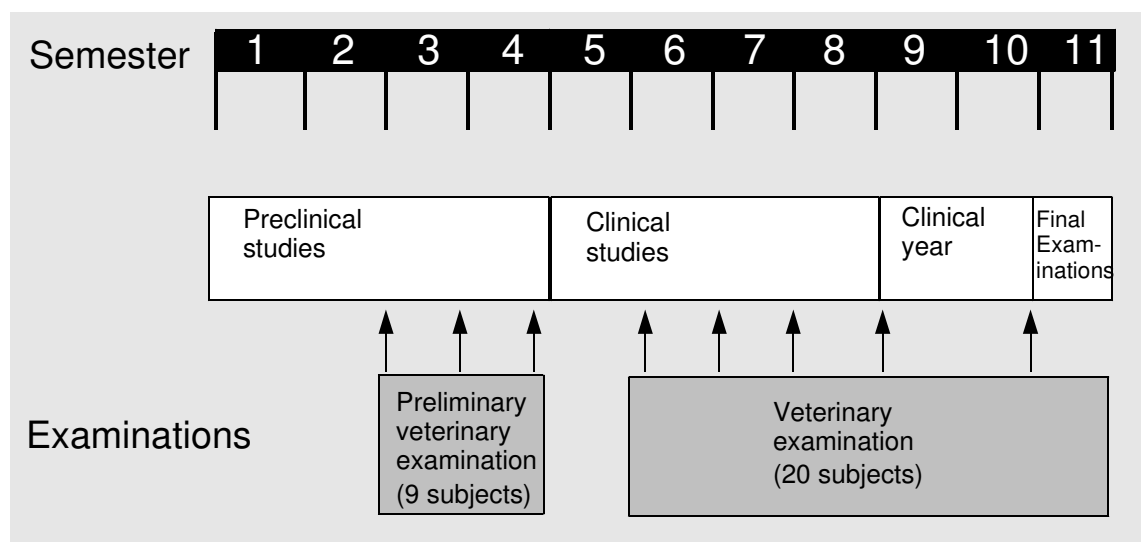 Semester 1 2 3 4 5 6 7 8 9 10 11
Preclinical
studies
Clinical
studies
Clinical
year
Final
Exam-
inations
Examinations
Preliminary
veterinary
examination
(9 subjects)
Veterinary
examination
(20 subjects)